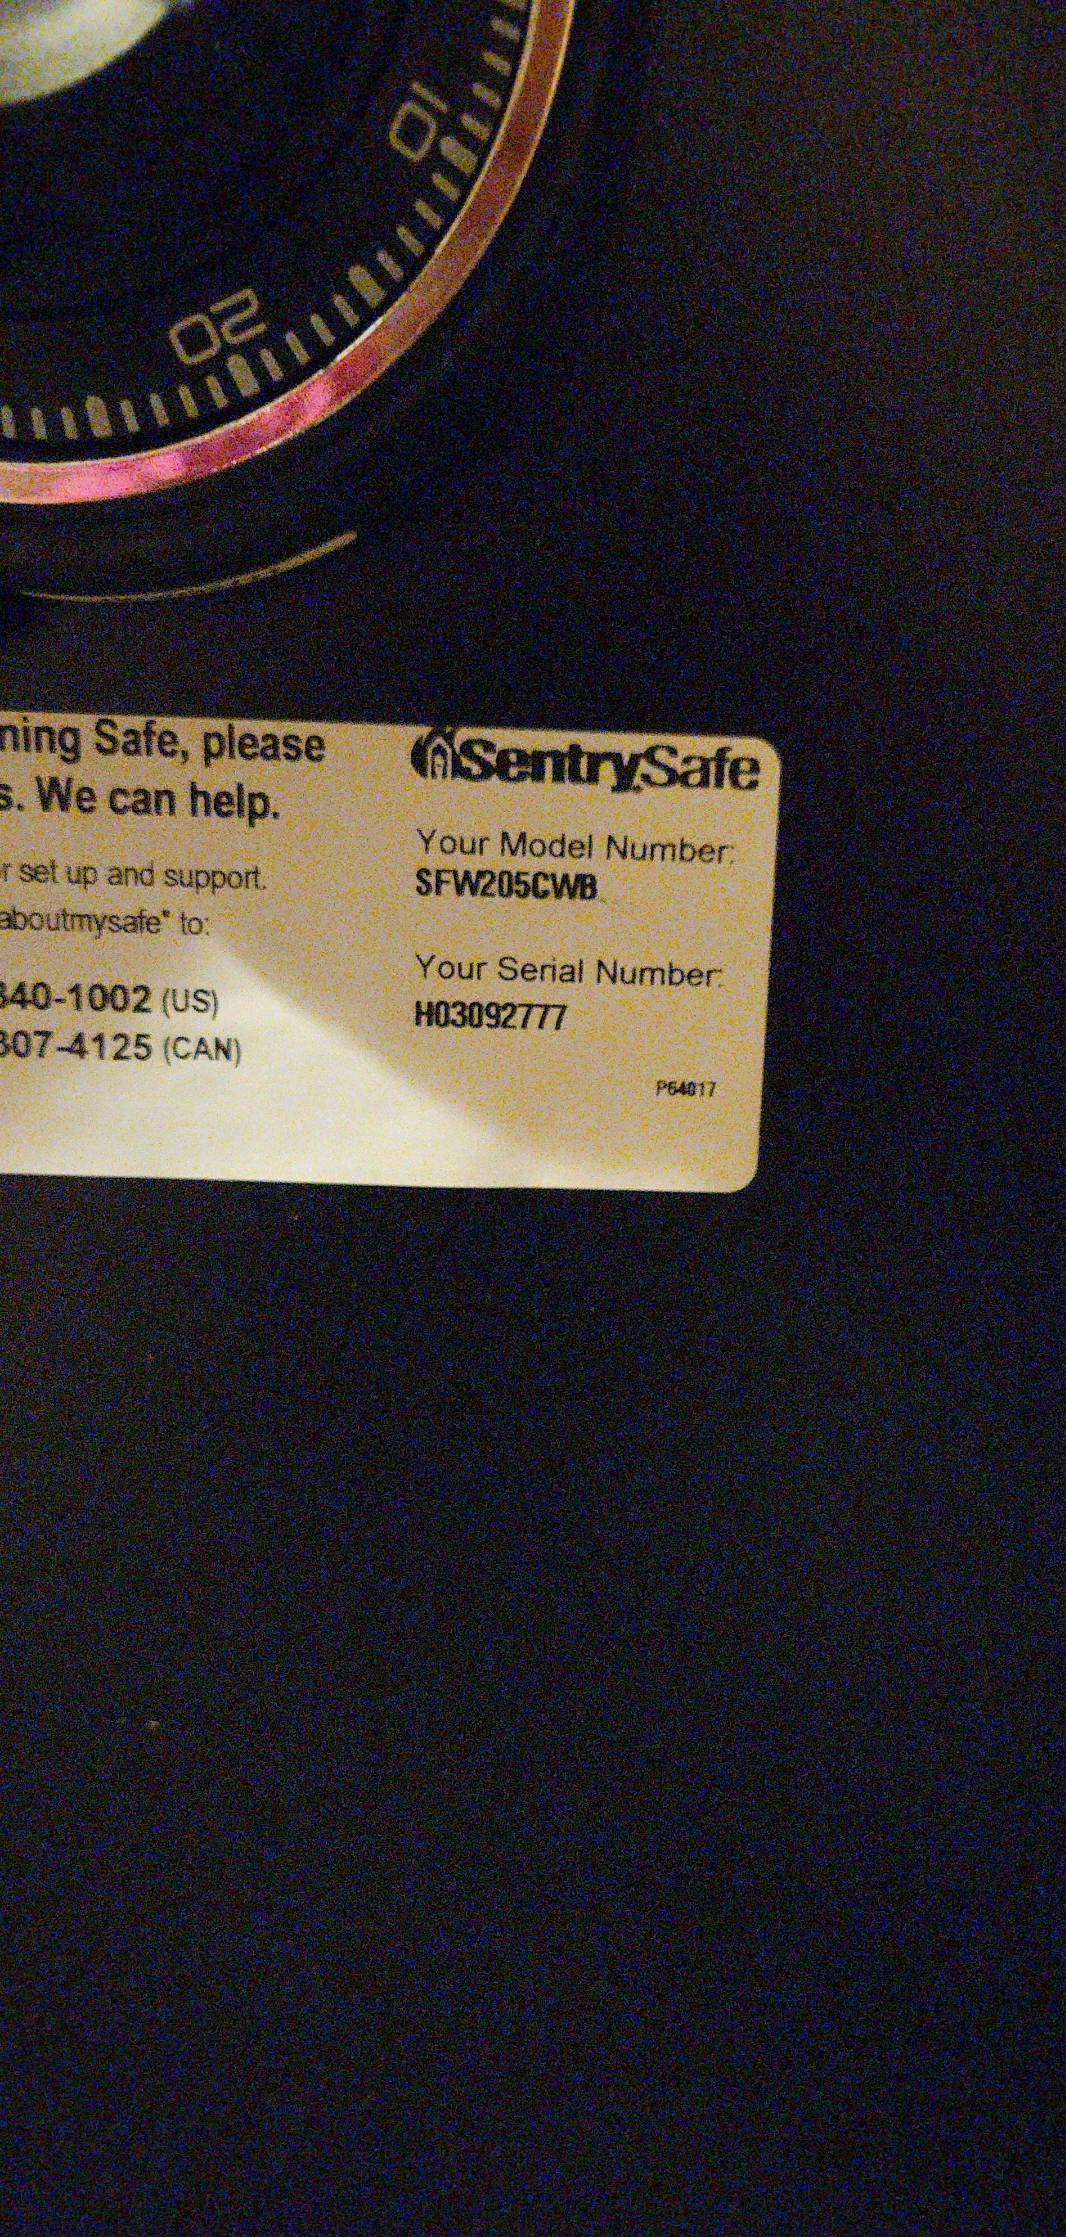 10
20
ning Safe, please
s. We can help.
r set up and support.
aboutmysafe" to:
840-1002 (US)
307-4125 (CAN)
SentrySafe
Your Model Number:
SFW205CWB
Your Serial Number:
H03092777
P64017